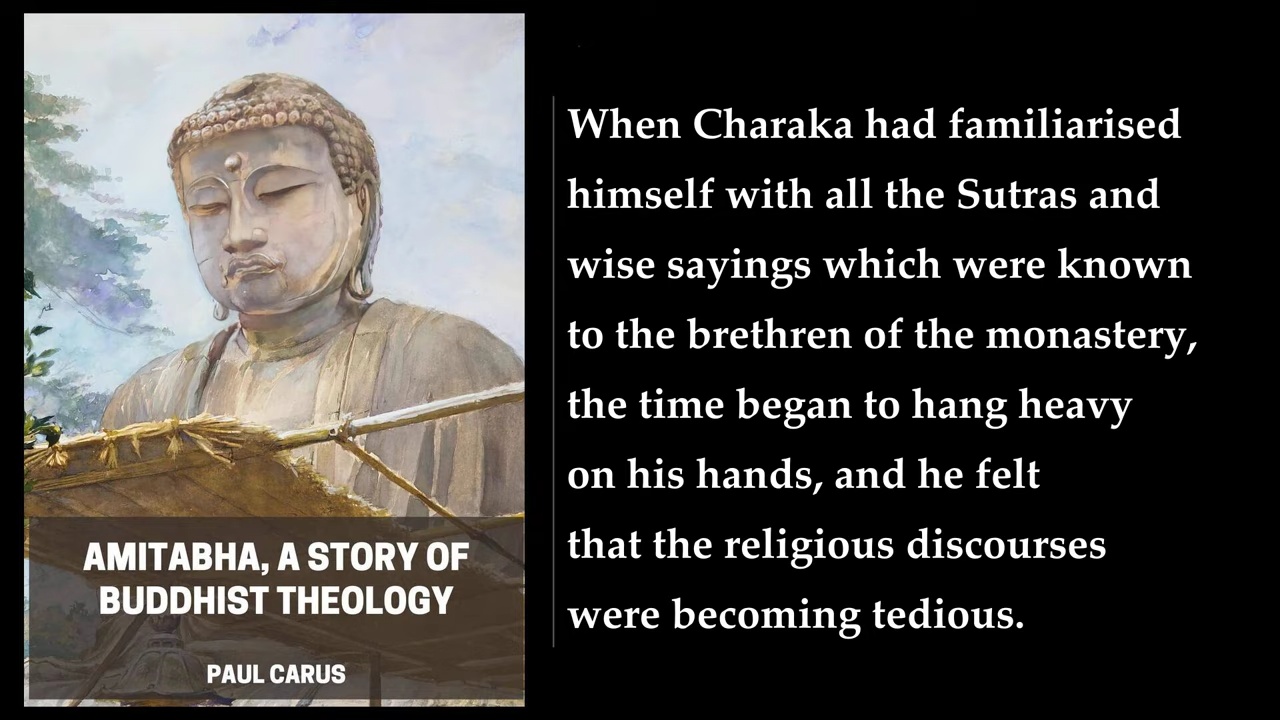 AMITABHA, A STORY OF
BUDDHIST THEOLOGY
PAUL CARUS
When Charaka had familiarised
himself with all the Sutras and
wise sayings which were known
to the brethren of the monastery,
the time began to hang heavy
on his hands, and he felt
that the religious discourses
were becoming tedious.